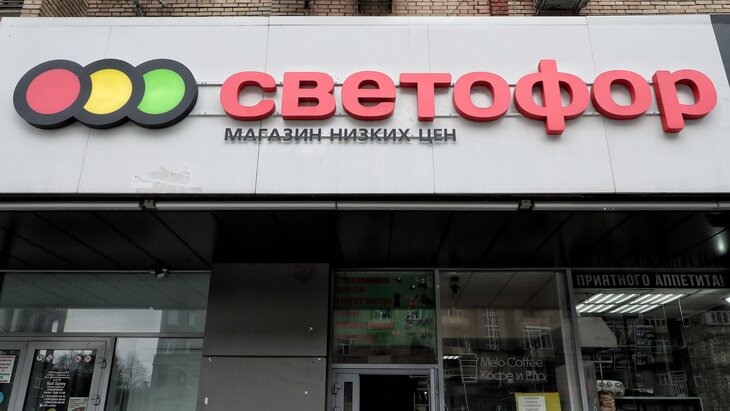 светофор
МАГАЗИН НИЗКИХ ЦЕН
ПРИЯТНОГО АППЕТИТА!
Melo Coffee
Кофе и Еда